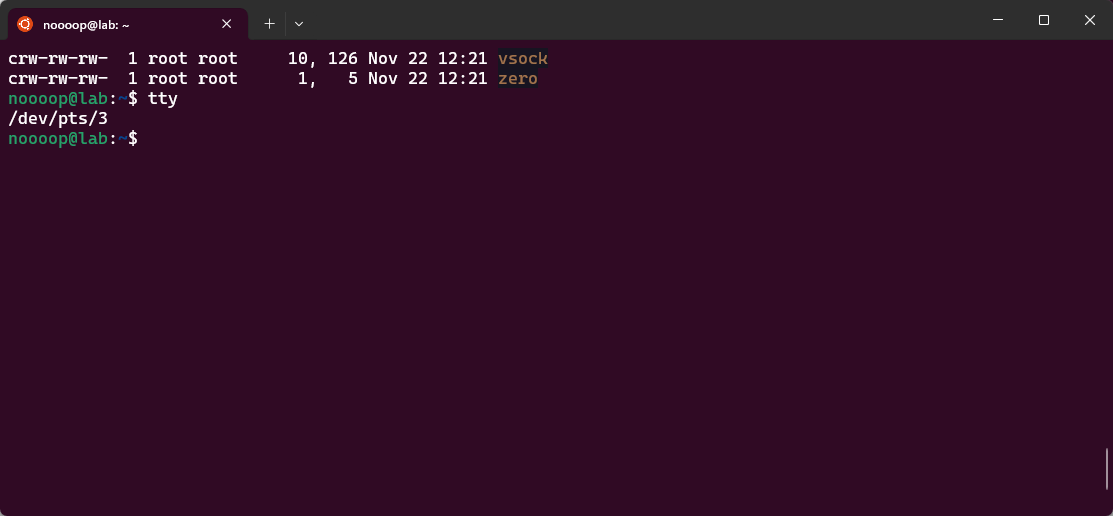 noooop@lab: ~
crw-rw-rw-  1 root root     10, 126 Nov 22 12:21 vsock
crw-rw-rw-  1 root root      1,   5 Nov 22 12:21 zero
noooop@lab:~$ tty
/dev/pts/3
noooop@lab:~$